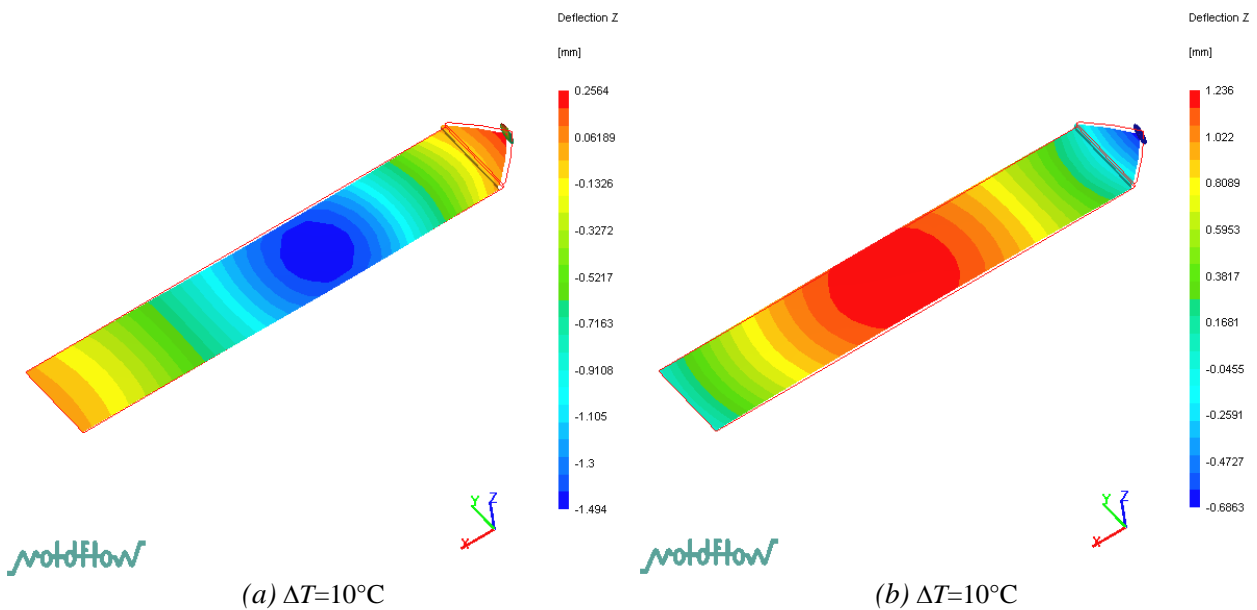 Deflection Z
[mm]
0.2564
0.06189
-0.1326
-0.3272
-0.5217
-0.7163
-0.9108
-1.105
-1.3
-1.494
Y Z
X
moldflow
(a) ΔT=10°C
Deflection Z
[mm]
1.236
1.022
0.8089
0.5953
0.3817
0.1681
-0.0455
-0.2591
-0.4727
-0.6863
Y Z
X
moldflow
(b) ΔT=10°C